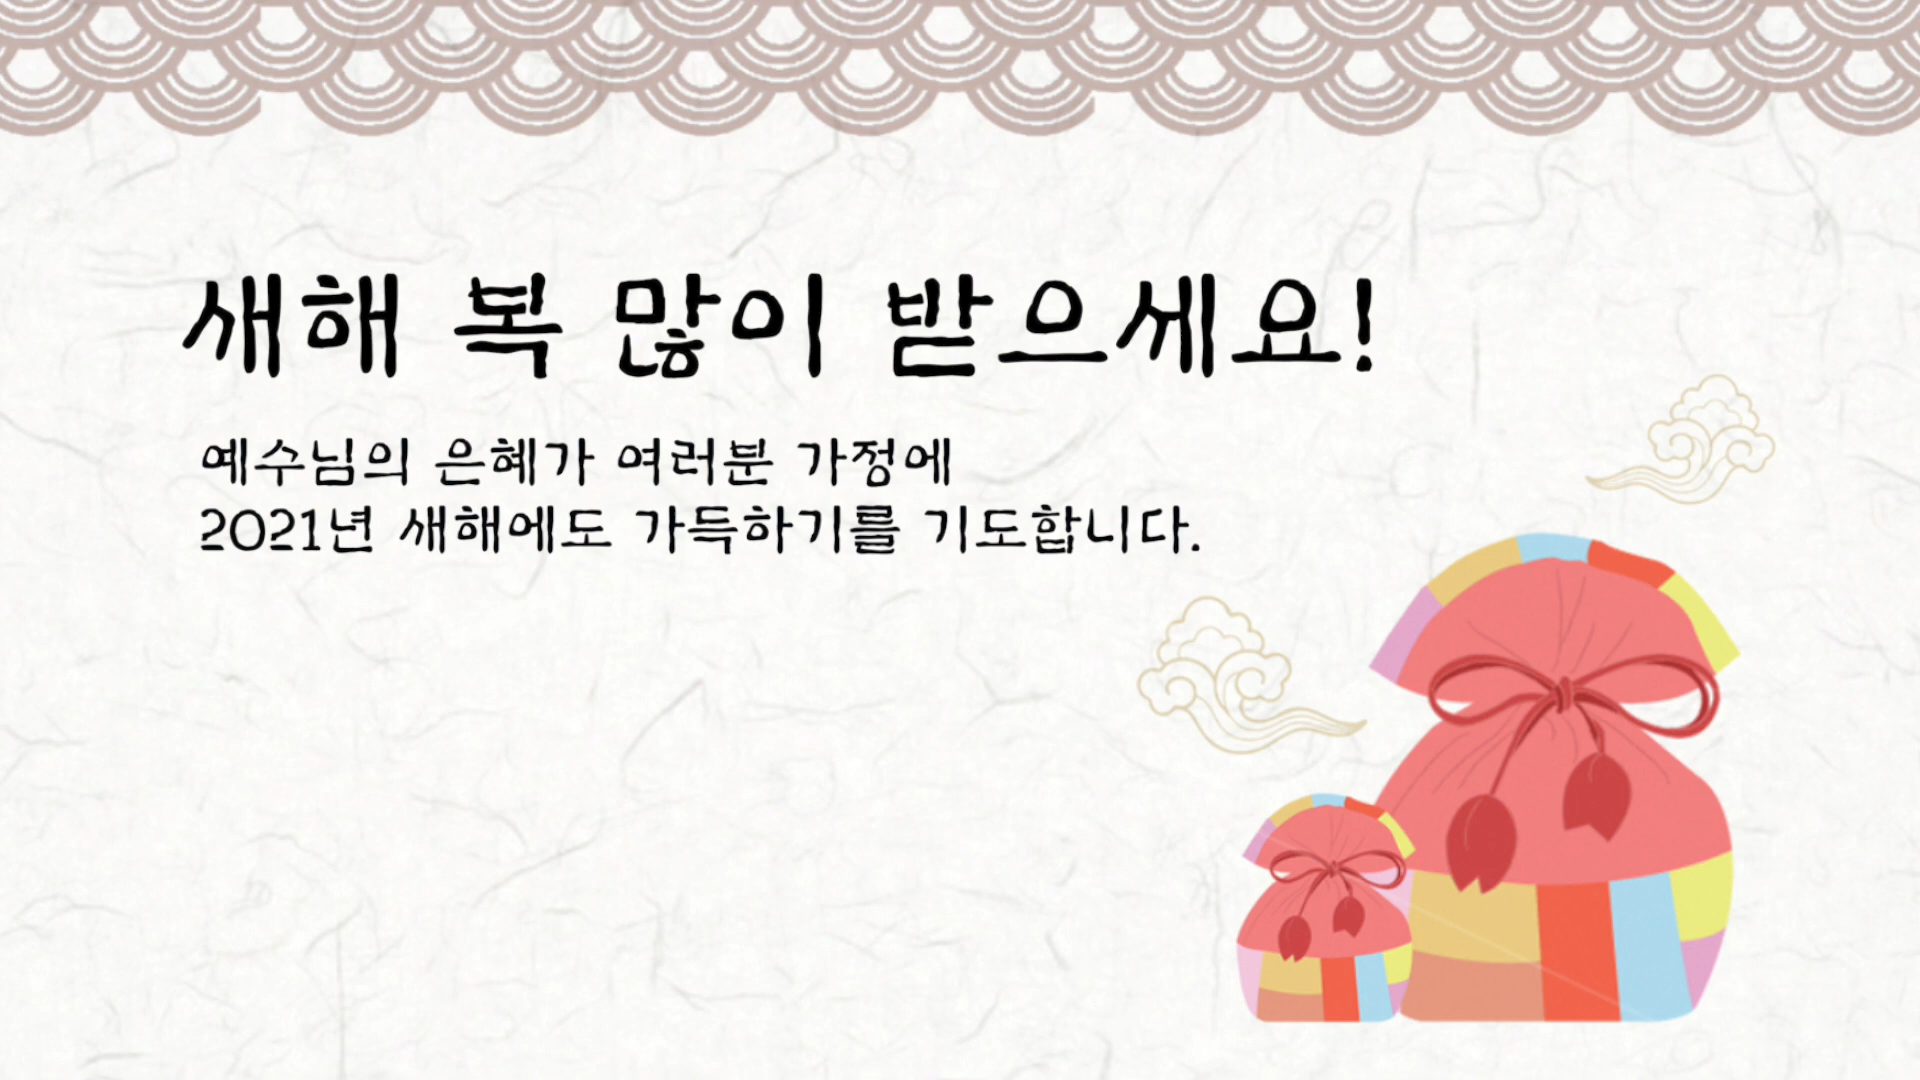 새해 복 많이 받으세요!
예수님의 은혜가 여러분 가정에
2021년 새해에도 가득하기를 기도합니다.